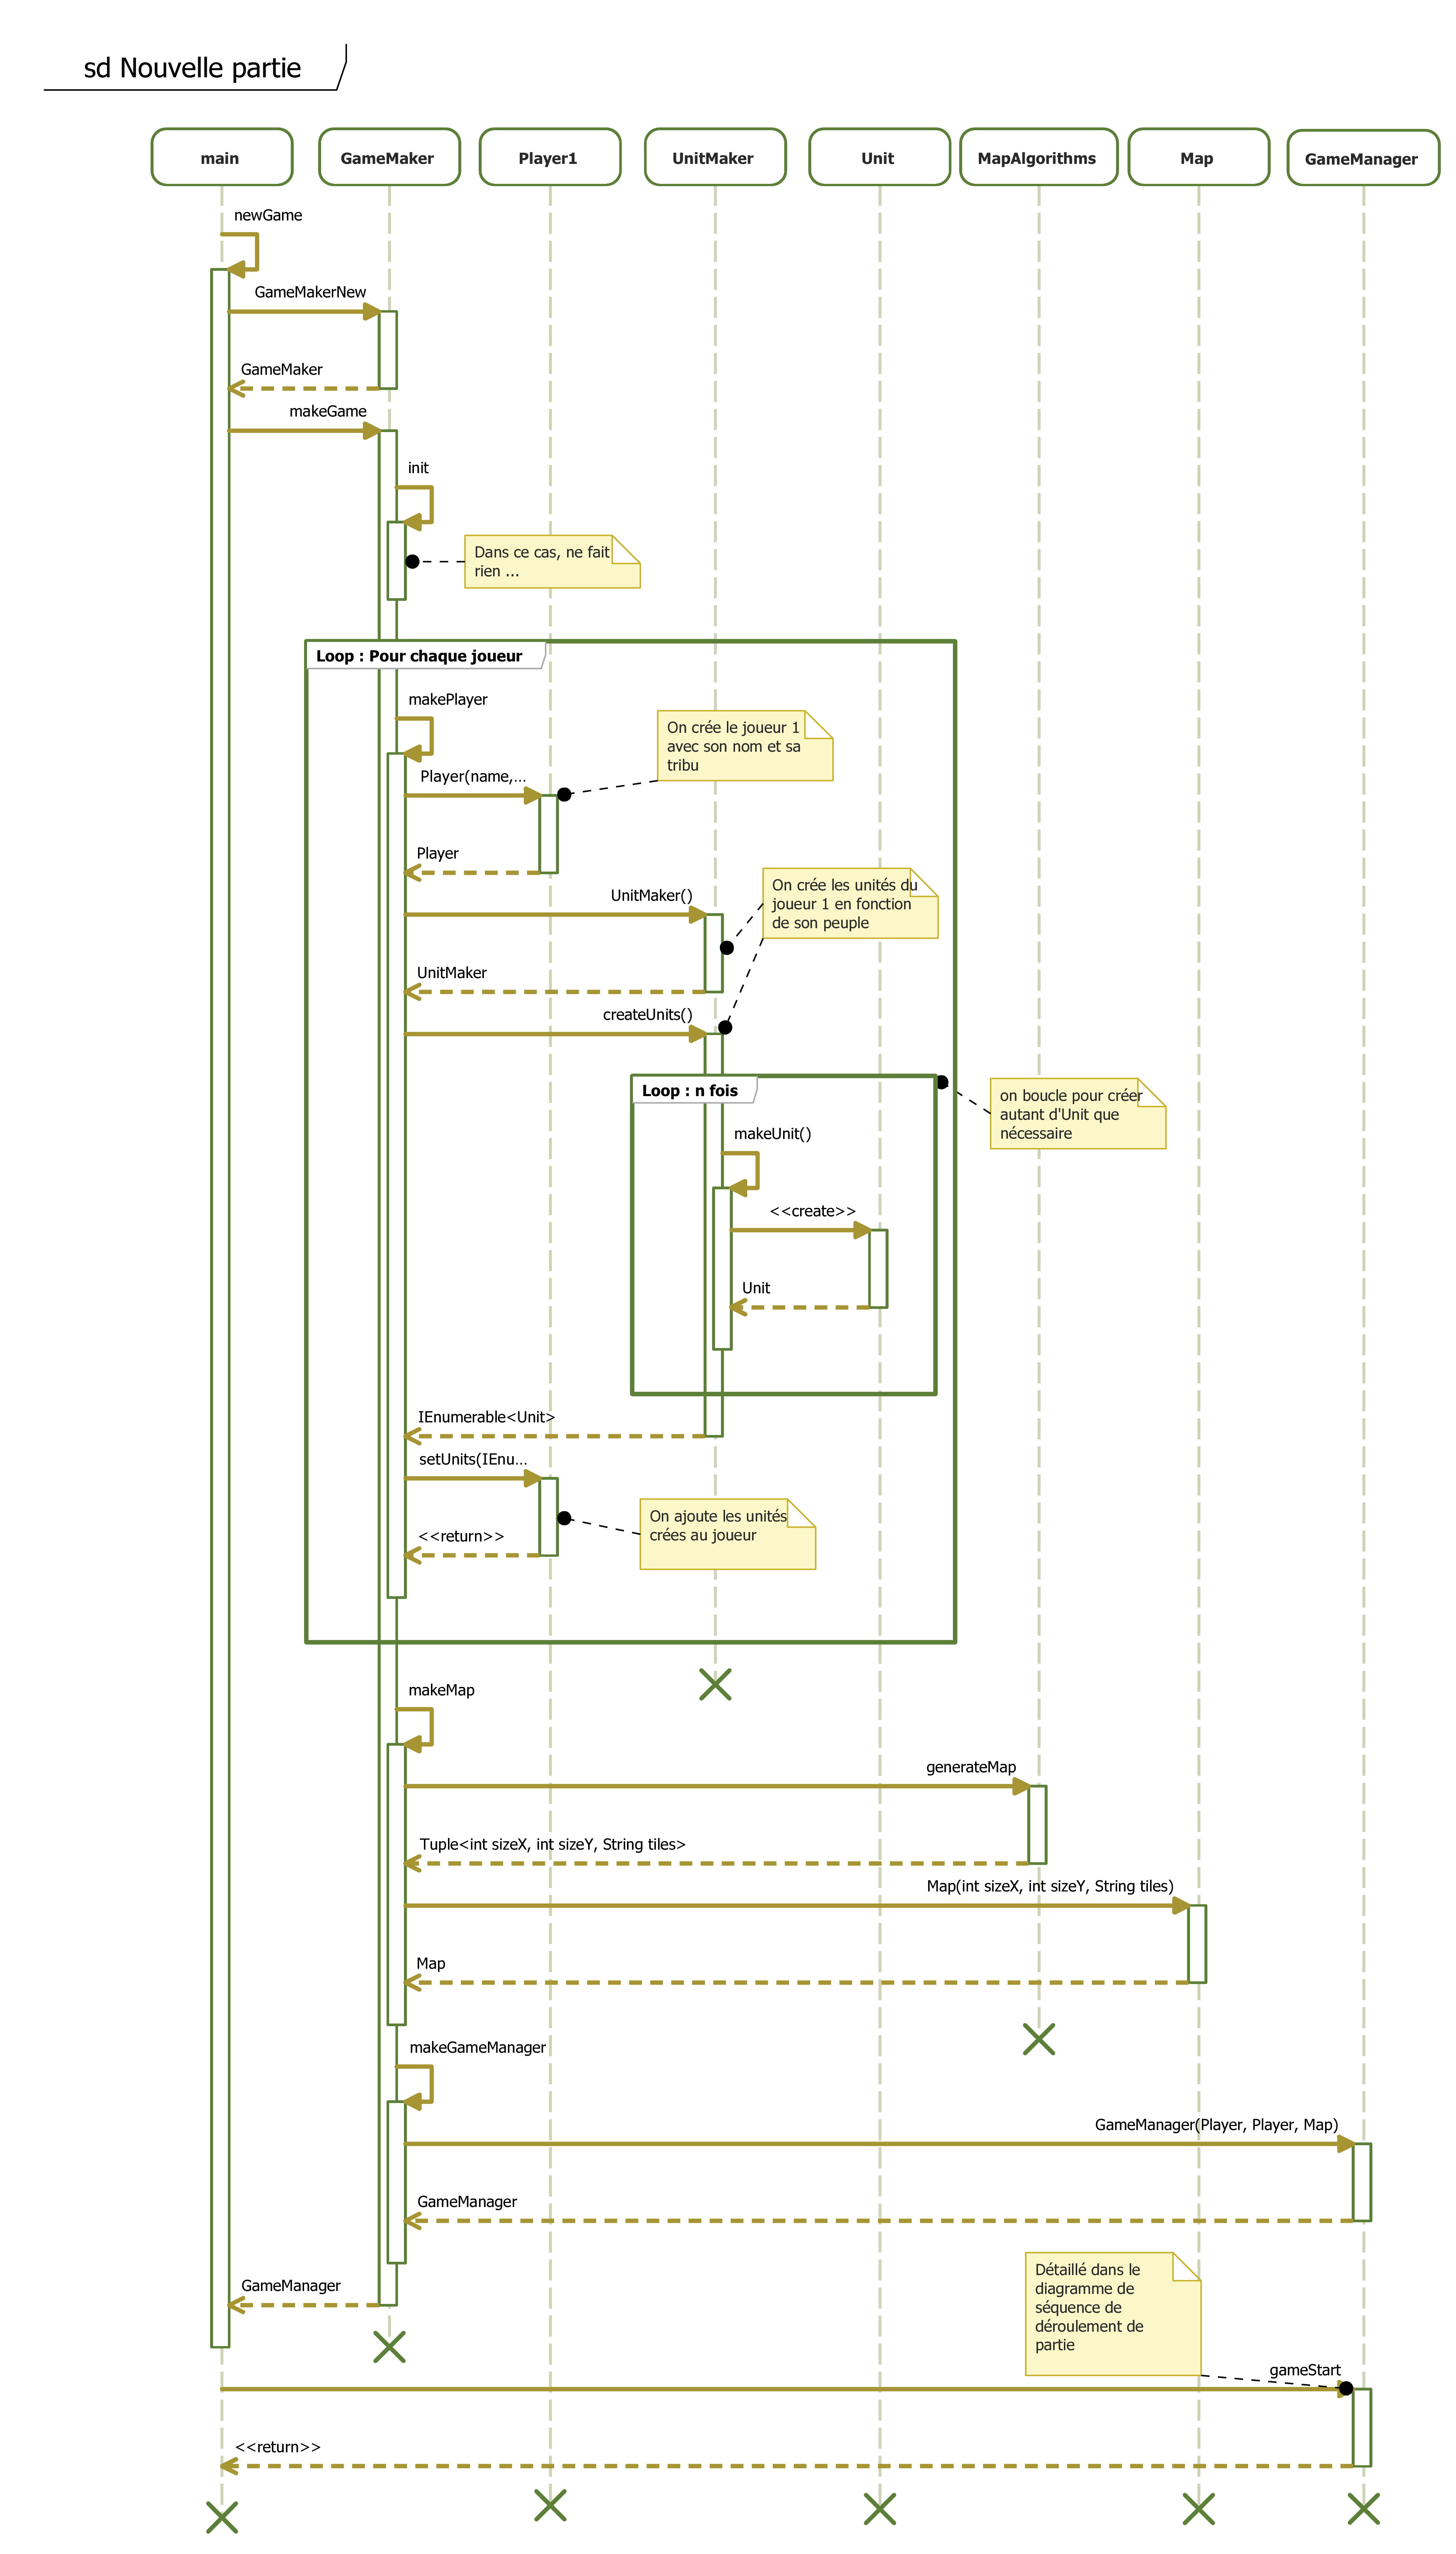 sd Nouvelle partie
main
GameMaker
Player1
UnitMaker
Unit
MapAlgorithms
Map
GameManager
newGame
GameMakerNew
GameMaker
makeGame
init
Dans ce cas, ne fait
rien ...
Loop : Pour chaque joueur
makePlayer
On crée le joueur 1
avec son nom et sa
tribu
Player(name,...
Player
On crée les unités du
joueur 1 en fonction
de son peuple
UnitMaker()
UnitMaker
createUnits()
Loop : n fois
on boucle pour créer
autant d'Unit que
nécessaire
makeUnit()
<<create>>
Unit
IEnumerable<Unit>
setUnits(IEnu...
On ajoute les unités
crées au joueur
<<return>>
makeMap
generateMap
Tuple<int sizeX, int sizeY, String tiles>
Map(int sizeX, int sizeY, String tiles)
Map
makeGameManager
GameManager(Player, Player, Map)
GameManager
Détaillé dans le
diagramme de
séquence de
déroulement de
partie
GameManager
gameStart
<<return>>